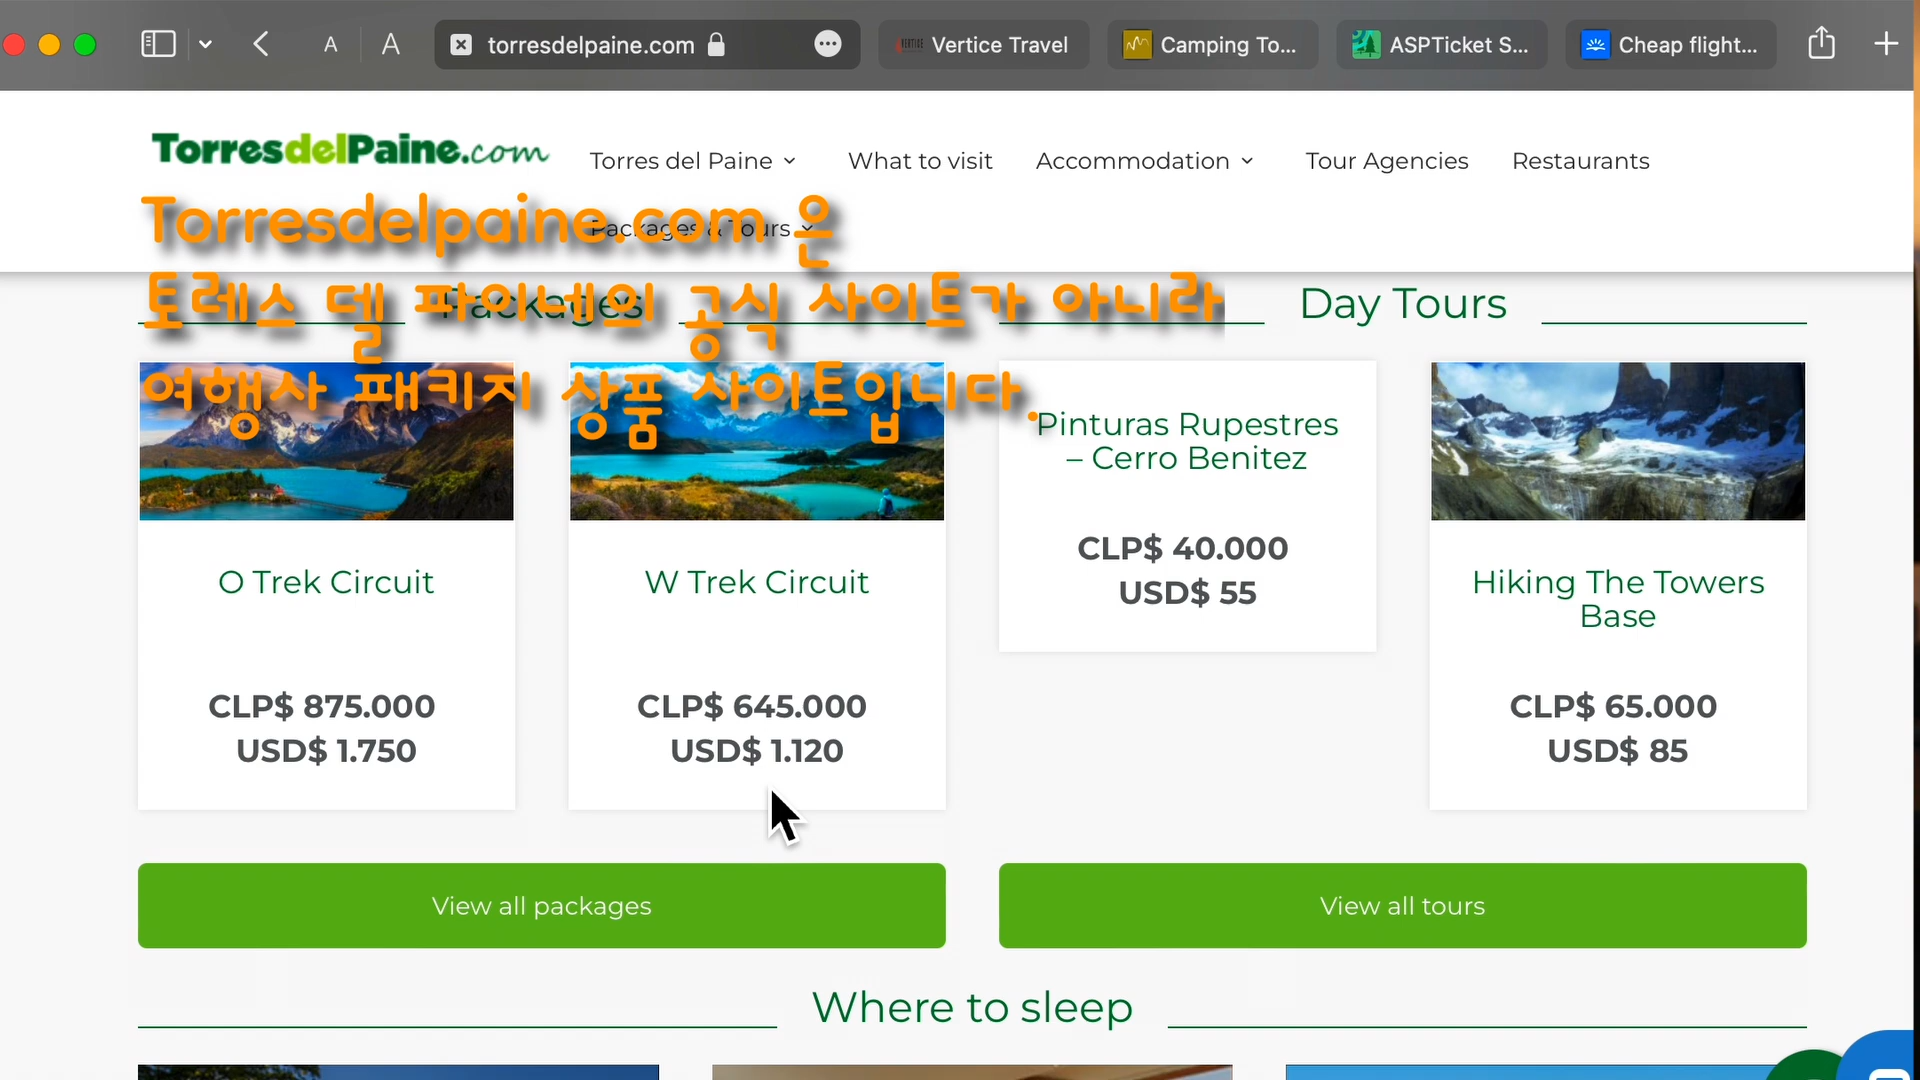 A
A
torresdelpaine.com
Vertice Travel
Camping To...
ASPTicket S...
Cheap flight...
TorresdelPaine.com
Torres del Paine
What to visit
Accommodation
Tour Agencies
Restaurants
Packages & Tours
Torresdelpaine.com 은
토레스 델 파이네의 공식 사이트가 아니라
여행사 패키지 상품 사이트입니다.
Packages
Day Tours
O Trek Circuit
CLP$ 875.000
USD$ 1.750
W Trek Circuit
CLP$ 645.000
USD$ 1.120
Pinturas Rupestres
– Cerro Benitez
CLP$ 40.000
USD$ 55
Hiking The Towers
Base
CLP$ 65.000
USD$ 85
View all packages
View all tours
Where to sleep